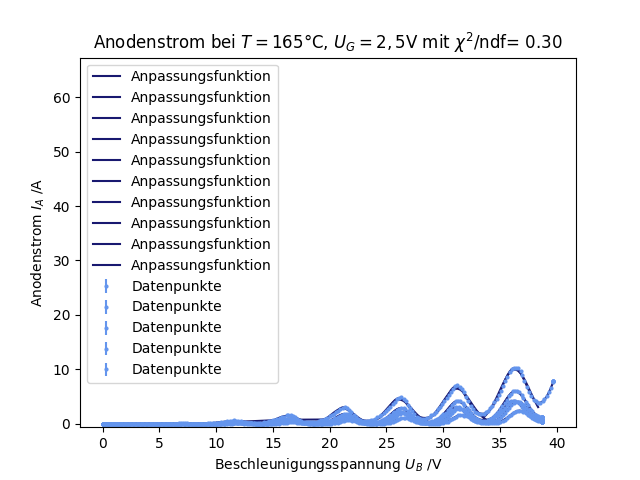 Anodenstrom bei T = 165°C, U_G = 2, 5V mit χ²/ndf= 0.30
Anodenstrom I_A /A
60
50
40
30
20
10
0
Anpassungsfunktion
Anpassungsfunktion
Anpassungsfunktion
Anpassungsfunktion
Anpassungsfunktion
Anpassungsfunktion
Anpassungsfunktion
Anpassungsfunktion
Anpassungsfunktion
Anpassungsfunktion
Datenpunkte
Datenpunkte
Datenpunkte
Datenpunkte
Datenpunkte
0 5 10 15 20 25 30 35 40
Beschleunigungsspannung U_B /V